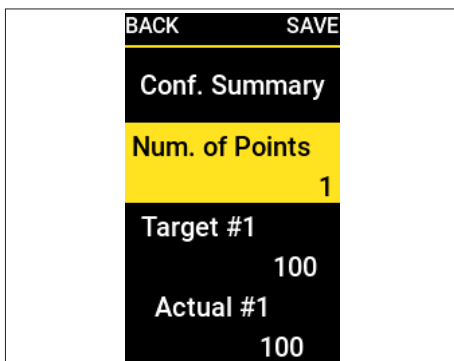 BACK SAVE
Conf. Summary
Num. of Points
1
Target #1
100
Actual #1
100